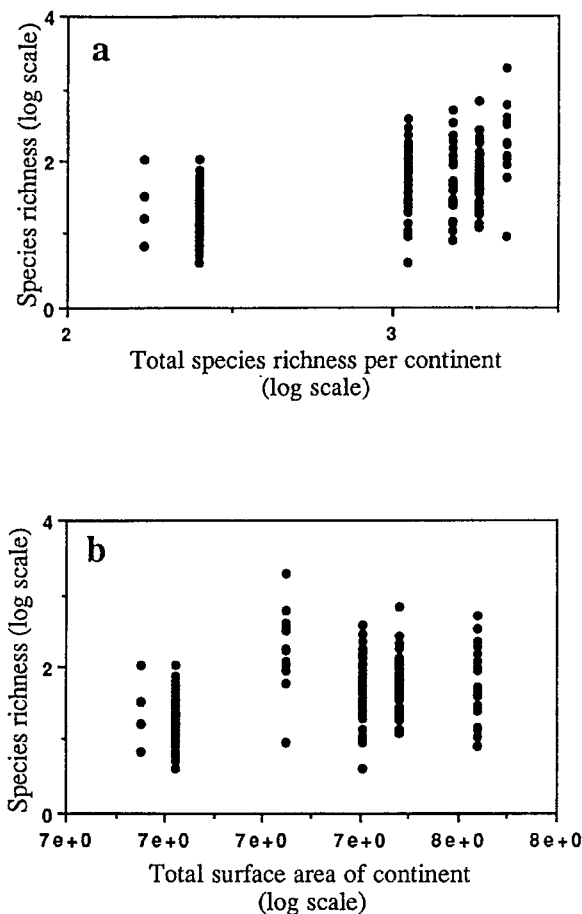 4
a
Species richness (log scale)
2
0
2
3
Total species richness per continent
(log scale)
4
b
Species richness (log scale)
2
0
7e+0 7e+0 7e+0 7e+0 8e+0 8e+0
Total surface area of continent
(log scale)